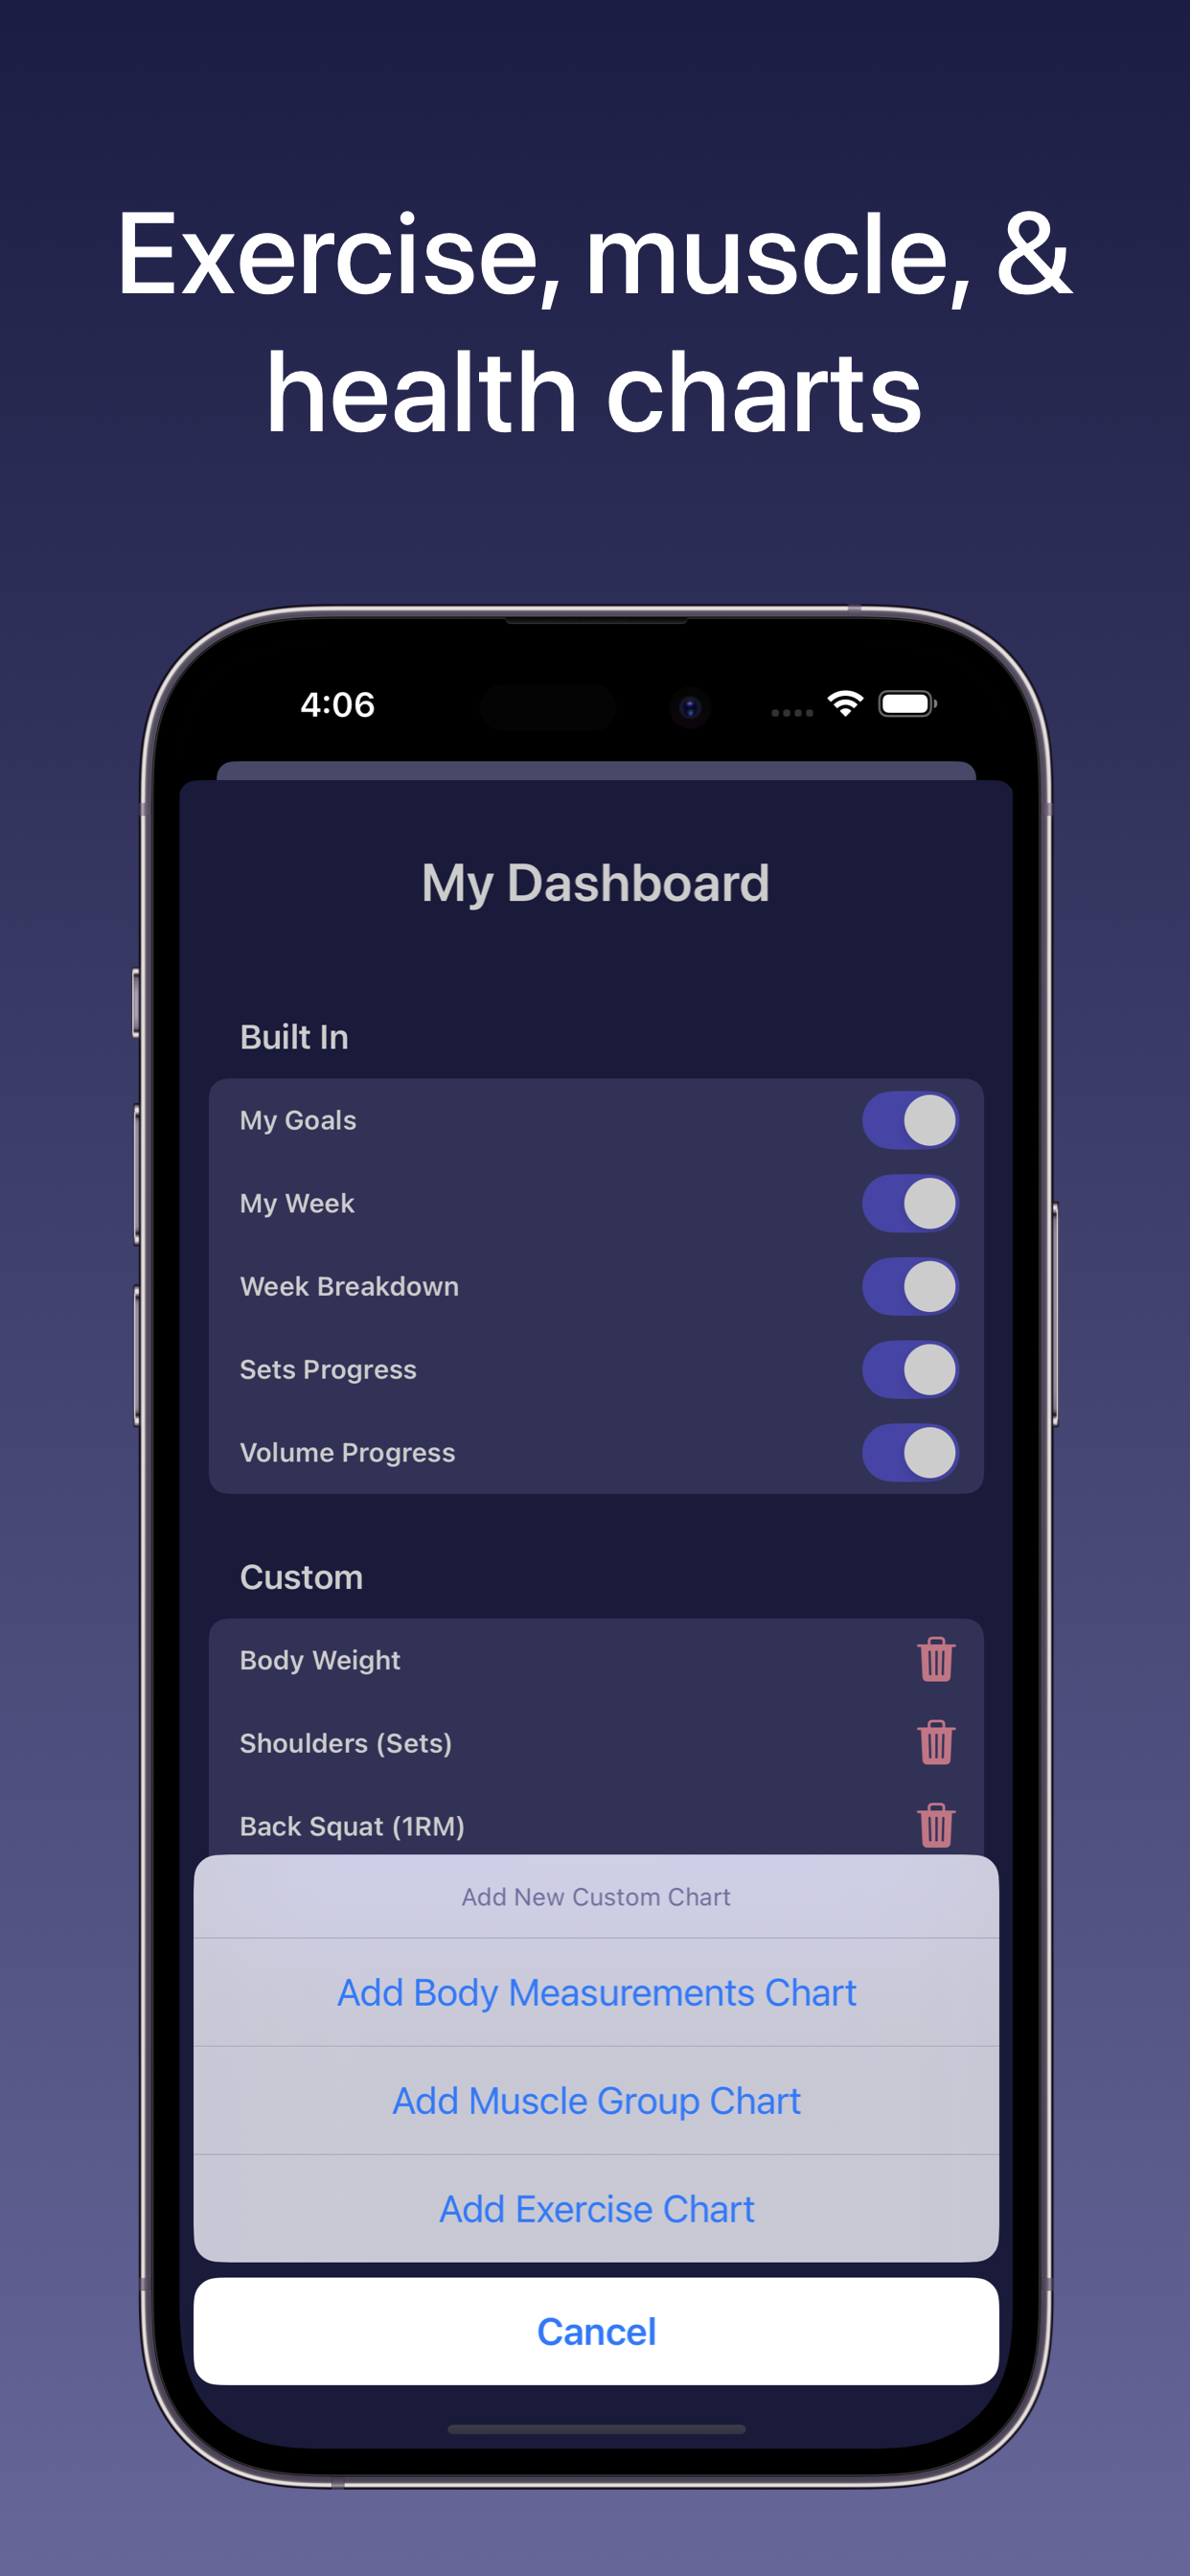 Exercise, muscle, &
health charts
4:06
My Dashboard
Built In
My Goals
My Week
Week Breakdown
Sets Progress
Volume Progress
Custom
Body Weight
Shoulders (Sets)
Back Squat (1RM)
Add New Custom Chart
Add Body Measurements Chart
Add Muscle Group Chart
Add Exercise Chart
Cancel